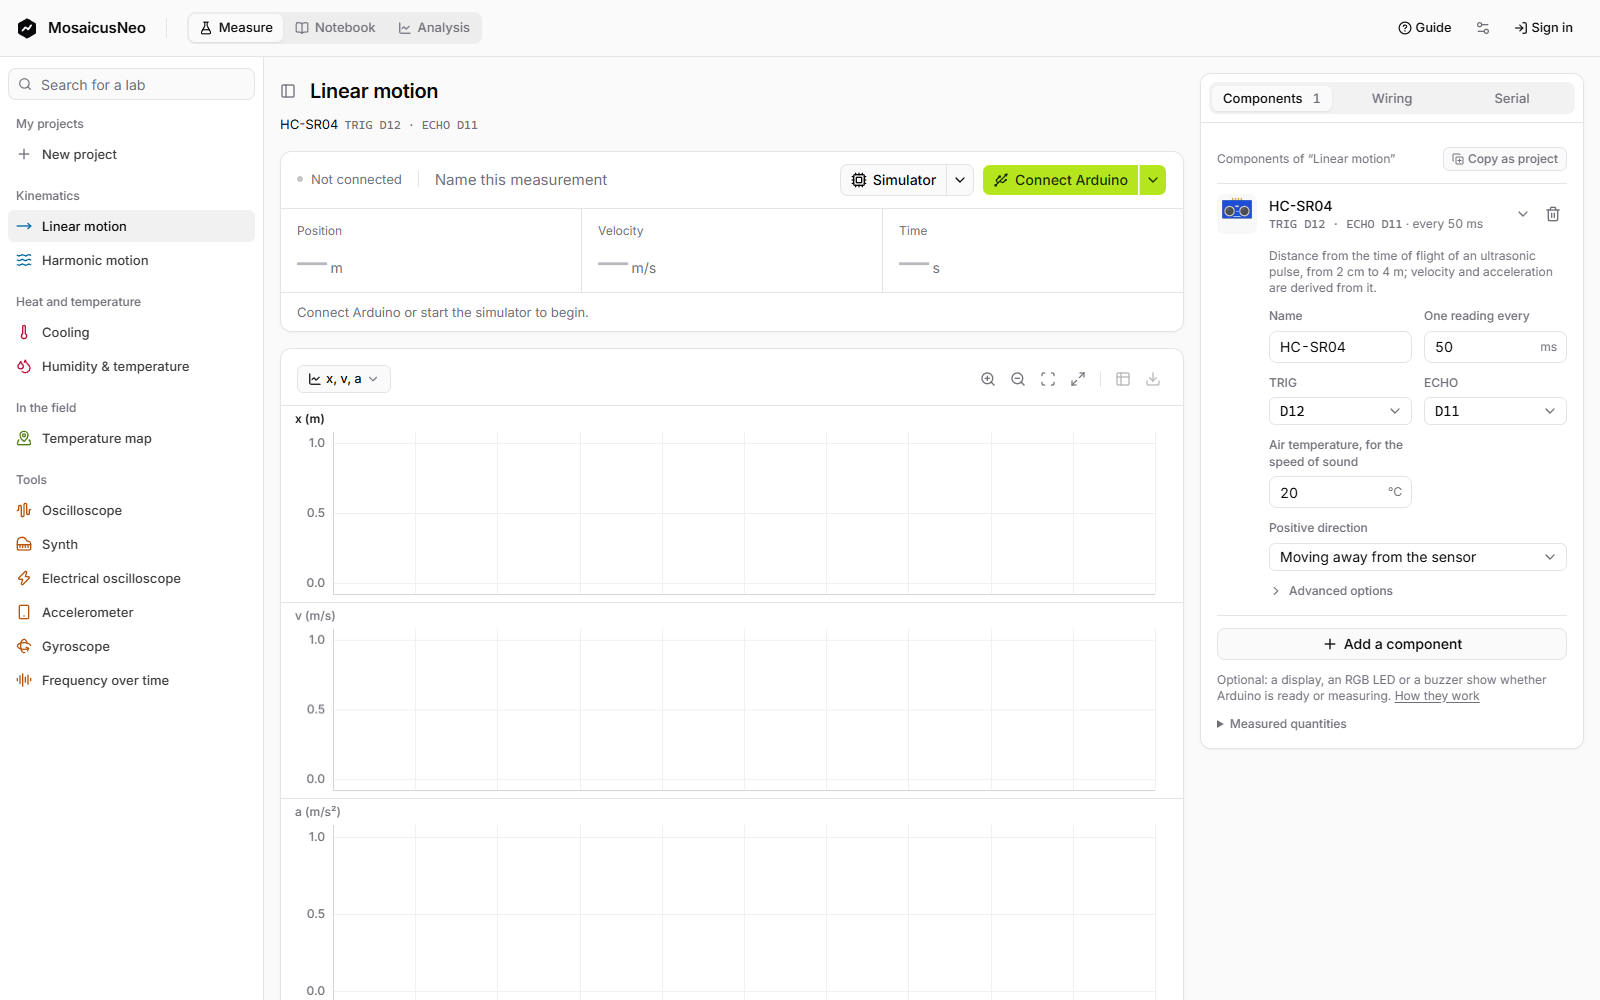 MosaicusNeo
Measure
Notebook
Analysis
Guide
Sign in
Search for a lab
My projects
New project
Kinematics
Linear motion
Harmonic motion
Heat and temperature
Cooling
Humidity & temperature
In the field
Temperature map
Tools
Oscilloscope
Synth
Electrical oscilloscope
Accelerometer
Gyroscope
Frequency over time
Linear motion
HC-SR04 TRIG D12 · ECHO D11
Not connected
Name this measurement
Simulator
Connect Arduino
Position
m
Velocity
m/s
Time
s
Connect Arduino or start the simulator to begin.
x, v, a
x (m)
1.0
0.5
0.0
v (m/s)
1.0
0.5
0.0
a (m/s²)
1.0
0.5
0.0
Components 1
Wiring
Serial
Components of “Linear motion”
Copy as project
HC-SR04
TRIG D12 · ECHO D11 · every 50 ms
Distance from the time of flight of an ultrasonic
pulse, from 2 cm to 4 m; velocity and acceleration
are derived from it.
Name
One reading every
HC-SR04
50 ms
TRIG
ECHO
D12
D11
Air temperature, for the
speed of sound
20 °C
Positive direction
Moving away from the sensor
Advanced options
Add a component
Optional: a display, an RGB LED or a buzzer show whether
Arduino is ready or measuring. How they work
Measured quantities